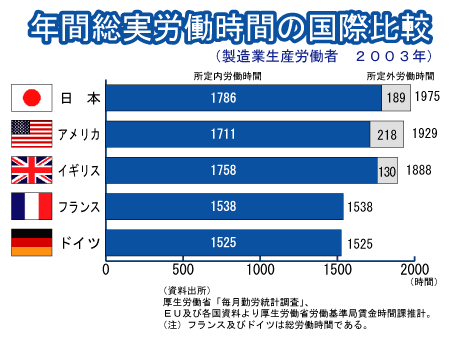 年間総実労働時間の国際比較
（製造業生産労働者　２００３年）
所定内労働時間　所定外労働時間
日　本　1786　189　1975
アメリカ　1711　218　1929
イギリス　1758　130　1888
フランス　1538　1538
ドイツ　1525　1525
0　500　1000　1500　2000
（時間）
（資料出所）
厚生労働省「毎月勤労統計調査」、
ＥＵ及び各国資料より厚生労働省労働基準局賃金時間課推計。
（注）フランス及びドイツは総労働時間である。